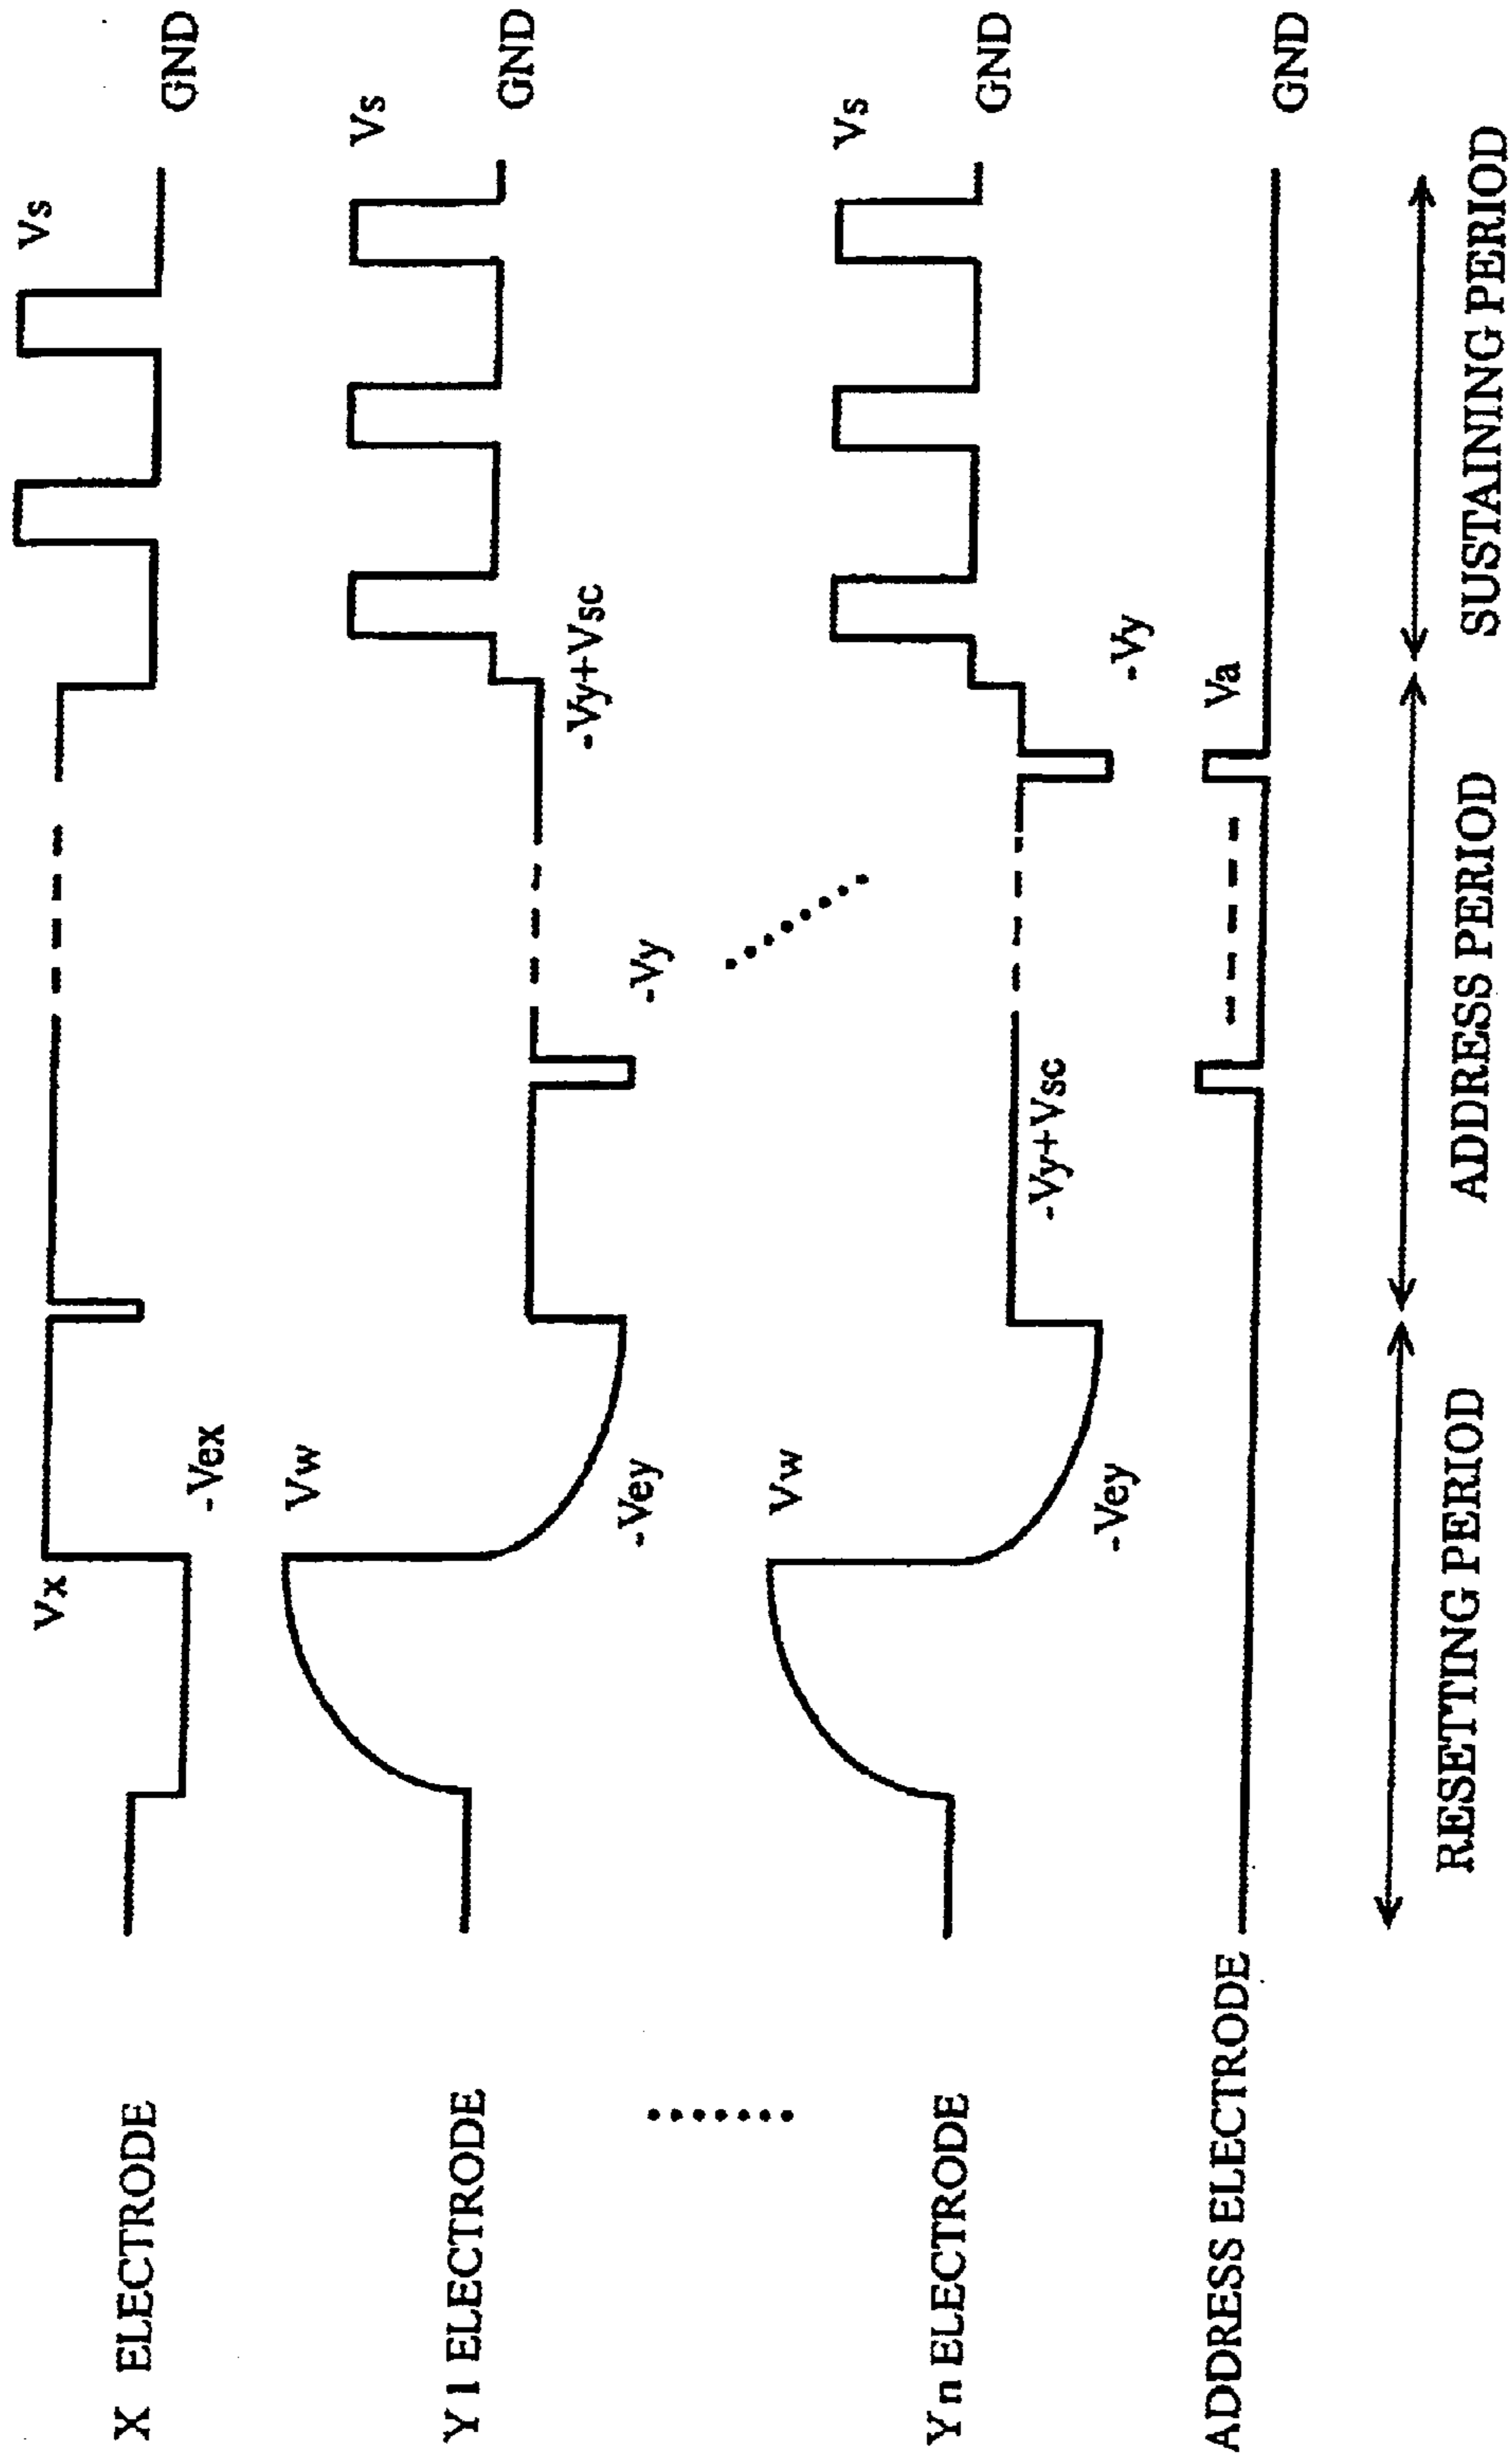 X ELECTRODE
Vx
-Vex
Vs
GND
Y1 ELECTRODE
Vw
-Vey
-Vy
-Vy+Vsc
Vs
GND
Yn ELECTRODE
Vw
-Vey
-Vy+Vsc
-Vy
Vs
GND
ADDRESS ELECTRODE
Va
GND
RESETTING PERIOD
ADDRESS PERIOD
SUSTAINING PERIOD